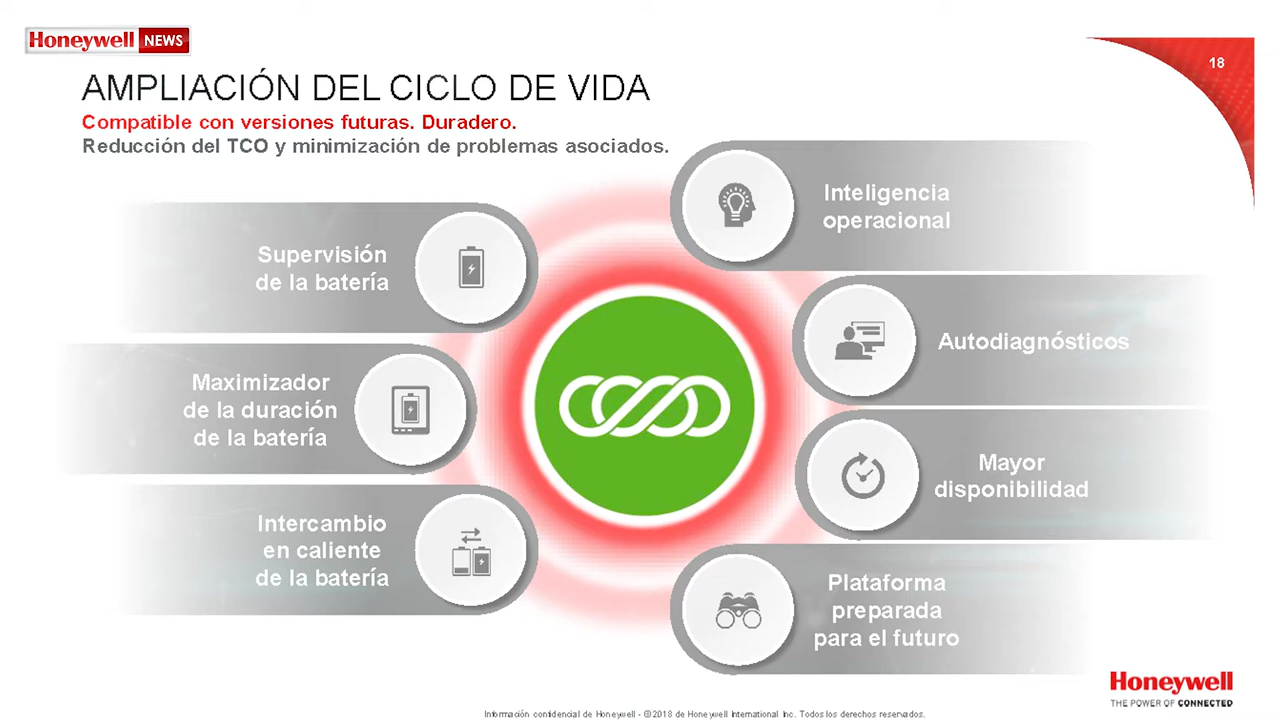 Honeywell NEWS
18
AMPLIACIÓN DEL CICLO DE VIDA
Compatible con versiones futuras. Duradero.
Reducción del TCO y minimización de problemas asociados.
Supervisión
de la batería
Maximizador
de la duración
de la batería
Intercambio
en caliente
de la batería
Inteligencia
operacional
Autodiagnósticos
Mayor
disponibilidad
Plataforma
preparada
para el futuro
Honeywell
THE POWER OF CONNECTED
Información confidencial de Honeywell - © 2018 de Honeywell International Inc. Todos los derechos reservados.